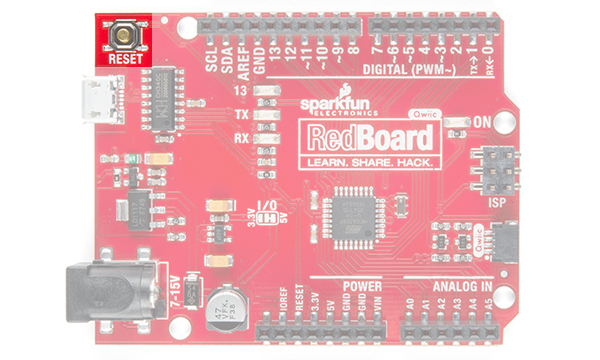 RESET
SCL
SDA
AREF
GND
13
12
~11
~10
~9
8
7
~6
~5
4
~3
2
TX→1
RX←0
DIGITAL (PWM~)
13
TX
RX
sparkfun
ELECTRONICS
Qwiic
RedBoard
LEARN. SHARE. HACK.
ON
ISP
I/O
3.3V
5V
Qwiic
7-15V
47
VFK
F38
POWER
ANALOG IN
IOREF
RESET
3.3V
5V
GND
GND
VIN
A0
A1
A2
A3
A4
A5